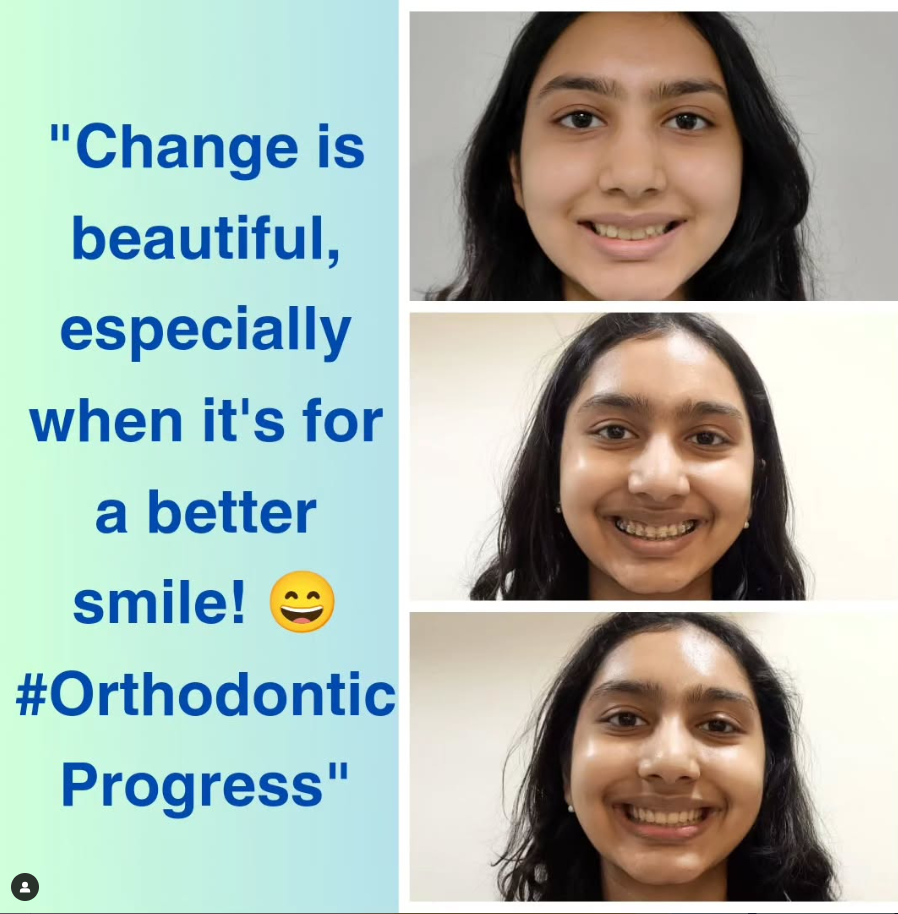 "Change is
beautiful,
especially
when it's for
a better
smile! 😄
#Orthodontic
Progress"